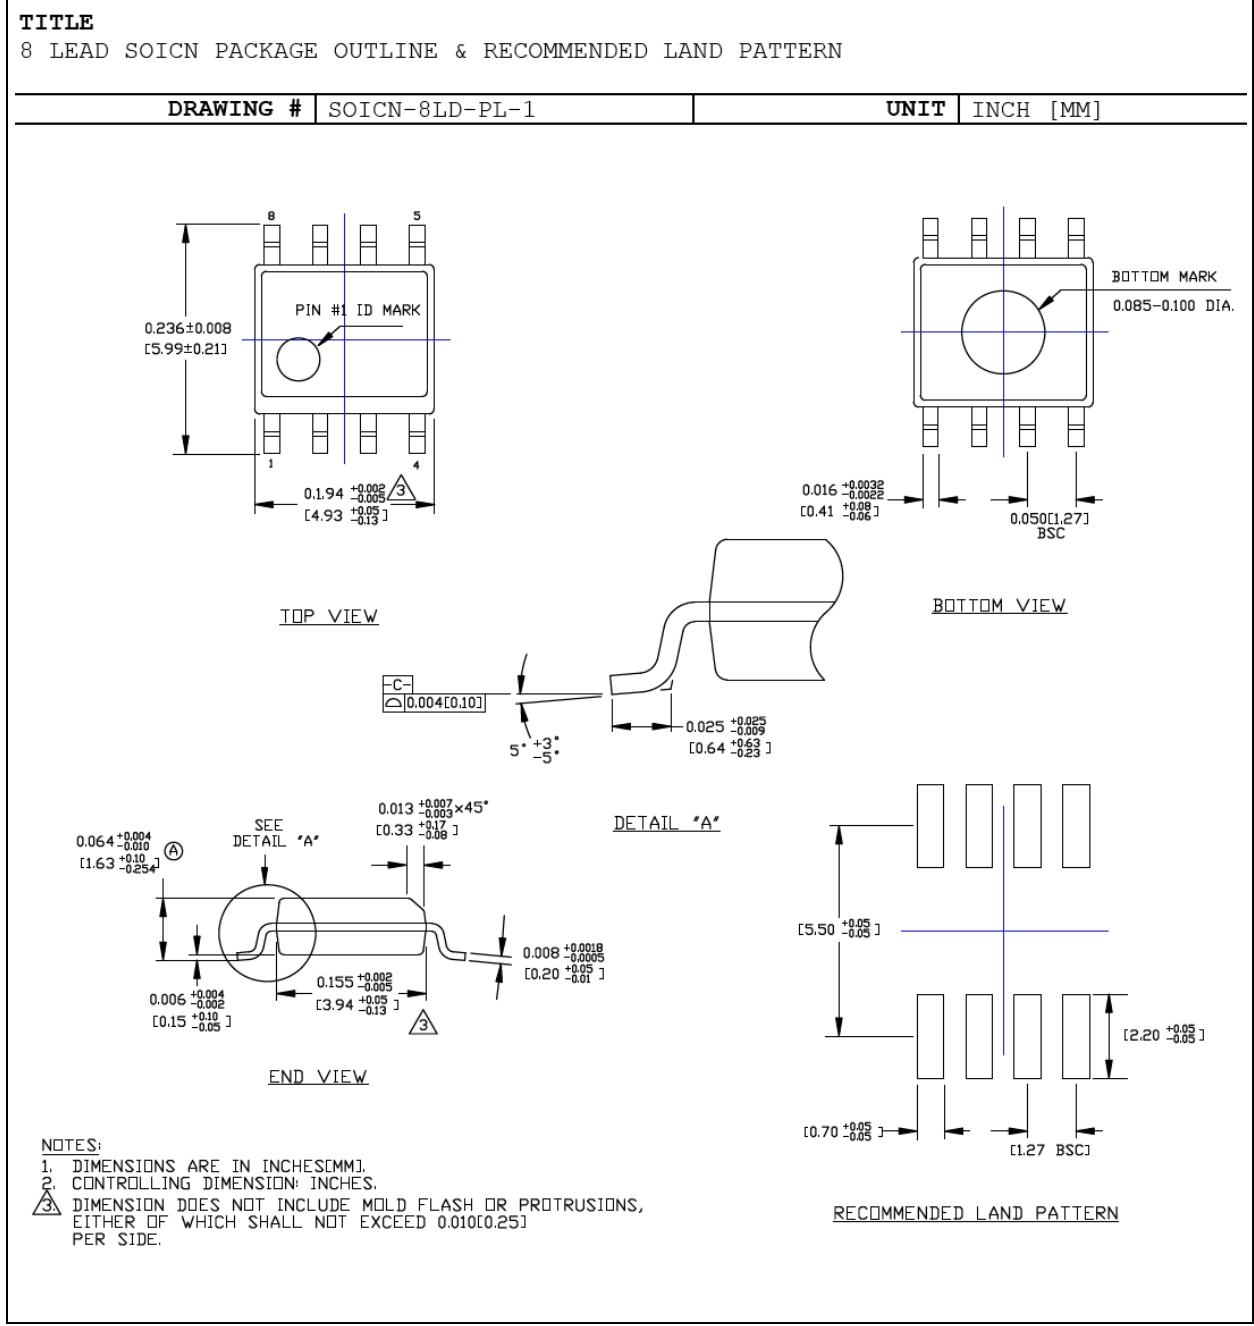 TITLE
8 LEAD SOICN PACKAGE OUTLINE & RECOMMENDED LAND PATTERN
DRAWING # SOICN-8LD-PL-1 UNIT INCH [MM]
8 5
PIN #1 ID MARK
0.236±0.008
[5.99±0.21]
1 4
0.1.94 +0.002 -0.005 3
[4.93 +0.05 -0.13]
TOP VIEW
BOTTOM MARK
0.085-0.100 DIA.
0.016 +0.0032 -0.0022
[0.41 +0.08 -0.06]
0.050[1.27]
BSC
BOTTOM VIEW
-C-
0.004[0.10]
5° +3° -5°
0.025 +0.025 -0.009
[0.64 +0.63 -0.23]
DETAIL "A"
SEE
DETAIL "A"
0.064 +0.004 -0.010
[1.63 +0.10 -0.254] A
0.013 +0.007 -0.003 ×45°
[0.33 +0.17 -0.08]
0.008 +0.0018 -0.0005
[0.20 +0.05 -0.01]
0.006 +0.004 -0.002
[0.15 +0.10 -0.05]
0.155 +0.002 -0.005
[3.94 +0.05 -0.13]
3
END VIEW
[5.50 +0.05 -0.05]
[2.20 +0.05 -0.05]
[0.70 +0.05 -0.05]
[1.27 BSC]
RECOMMENDED LAND PATTERN
NOTES:
1. DIMENSIONS ARE IN INCHES[MM].
2. CONTROLLING DIMENSION: INCHES.
3. DIMENSION DOES NOT INCLUDE MOLD FLASH OR PROTRUSIONS,
EITHER OF WHICH SHALL NOT EXCEED 0.010[0.25]
PER SIDE.